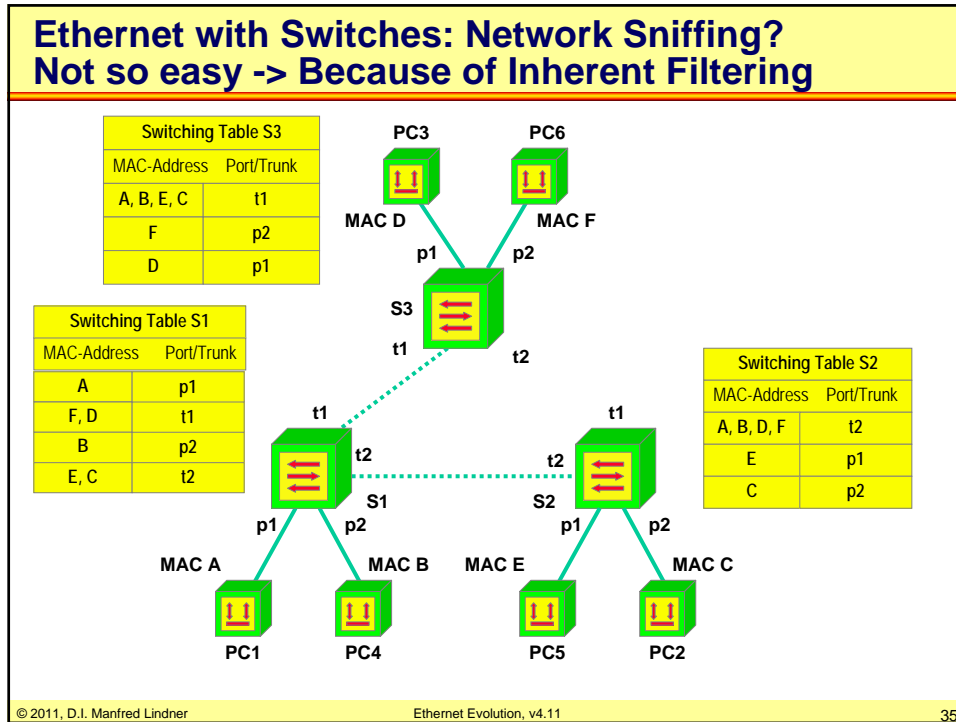 Ethernet with Switches: Network Sniffing?
Not so easy -> Because of Inherent Filtering
Switching Table S3
MAC-Address Port/Trunk
A, B, E, C t1
F p2
D p1
PC3 PC6
MAC D MAC F
p1 p2
S3
t1 t2
Switching Table S1
MAC-Address Port/Trunk
A p1
F, D t1
B p2
E, C t2
Switching Table S2
MAC-Address Port/Trunk
A, B, D, F t2
E p1
C p2
t1 t1
t2 t2
S1 S2
p1 p2 p1 p2
MAC A MAC B MAC E MAC C
PC1 PC4 PC5 PC2
© 2011, D.I. Manfred Lindner Ethernet Evolution, v4.11 35